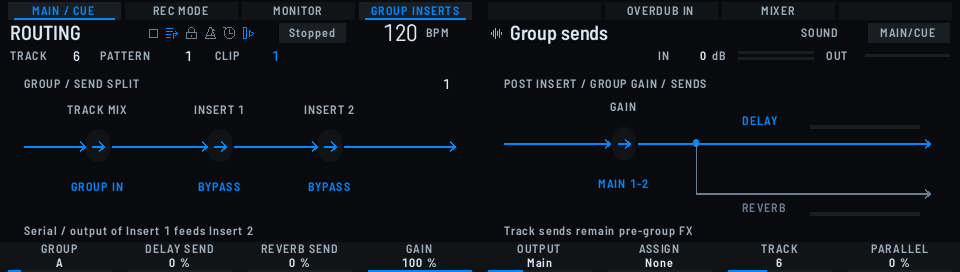 MAIN / CUE REC MODE MONITOR GROUP INSERTS OVERDUB IN MIXER
ROUTING Stopped 120 BPM Group sends SOUND MAIN/CUE
TRACK 6 PATTERN 1 CLIP 1 IN 0 dB OUT
GROUP / SEND SPLIT 1 POST INSERT / GROUP GAIN / SENDS
TRACK MIX INSERT 1 INSERT 2 GAIN
DELAY
GROUP IN BYPASS BYPASS MAIN 1-2
REVERB
Serial / output of Insert 1 feeds Insert 2 Track sends remain pre-group FX
GROUP DELAY SEND REVERB SEND GAIN OUTPUT ASSIGN TRACK PARALLEL
A 0 % 0 % 100 % Main None 6 0 %